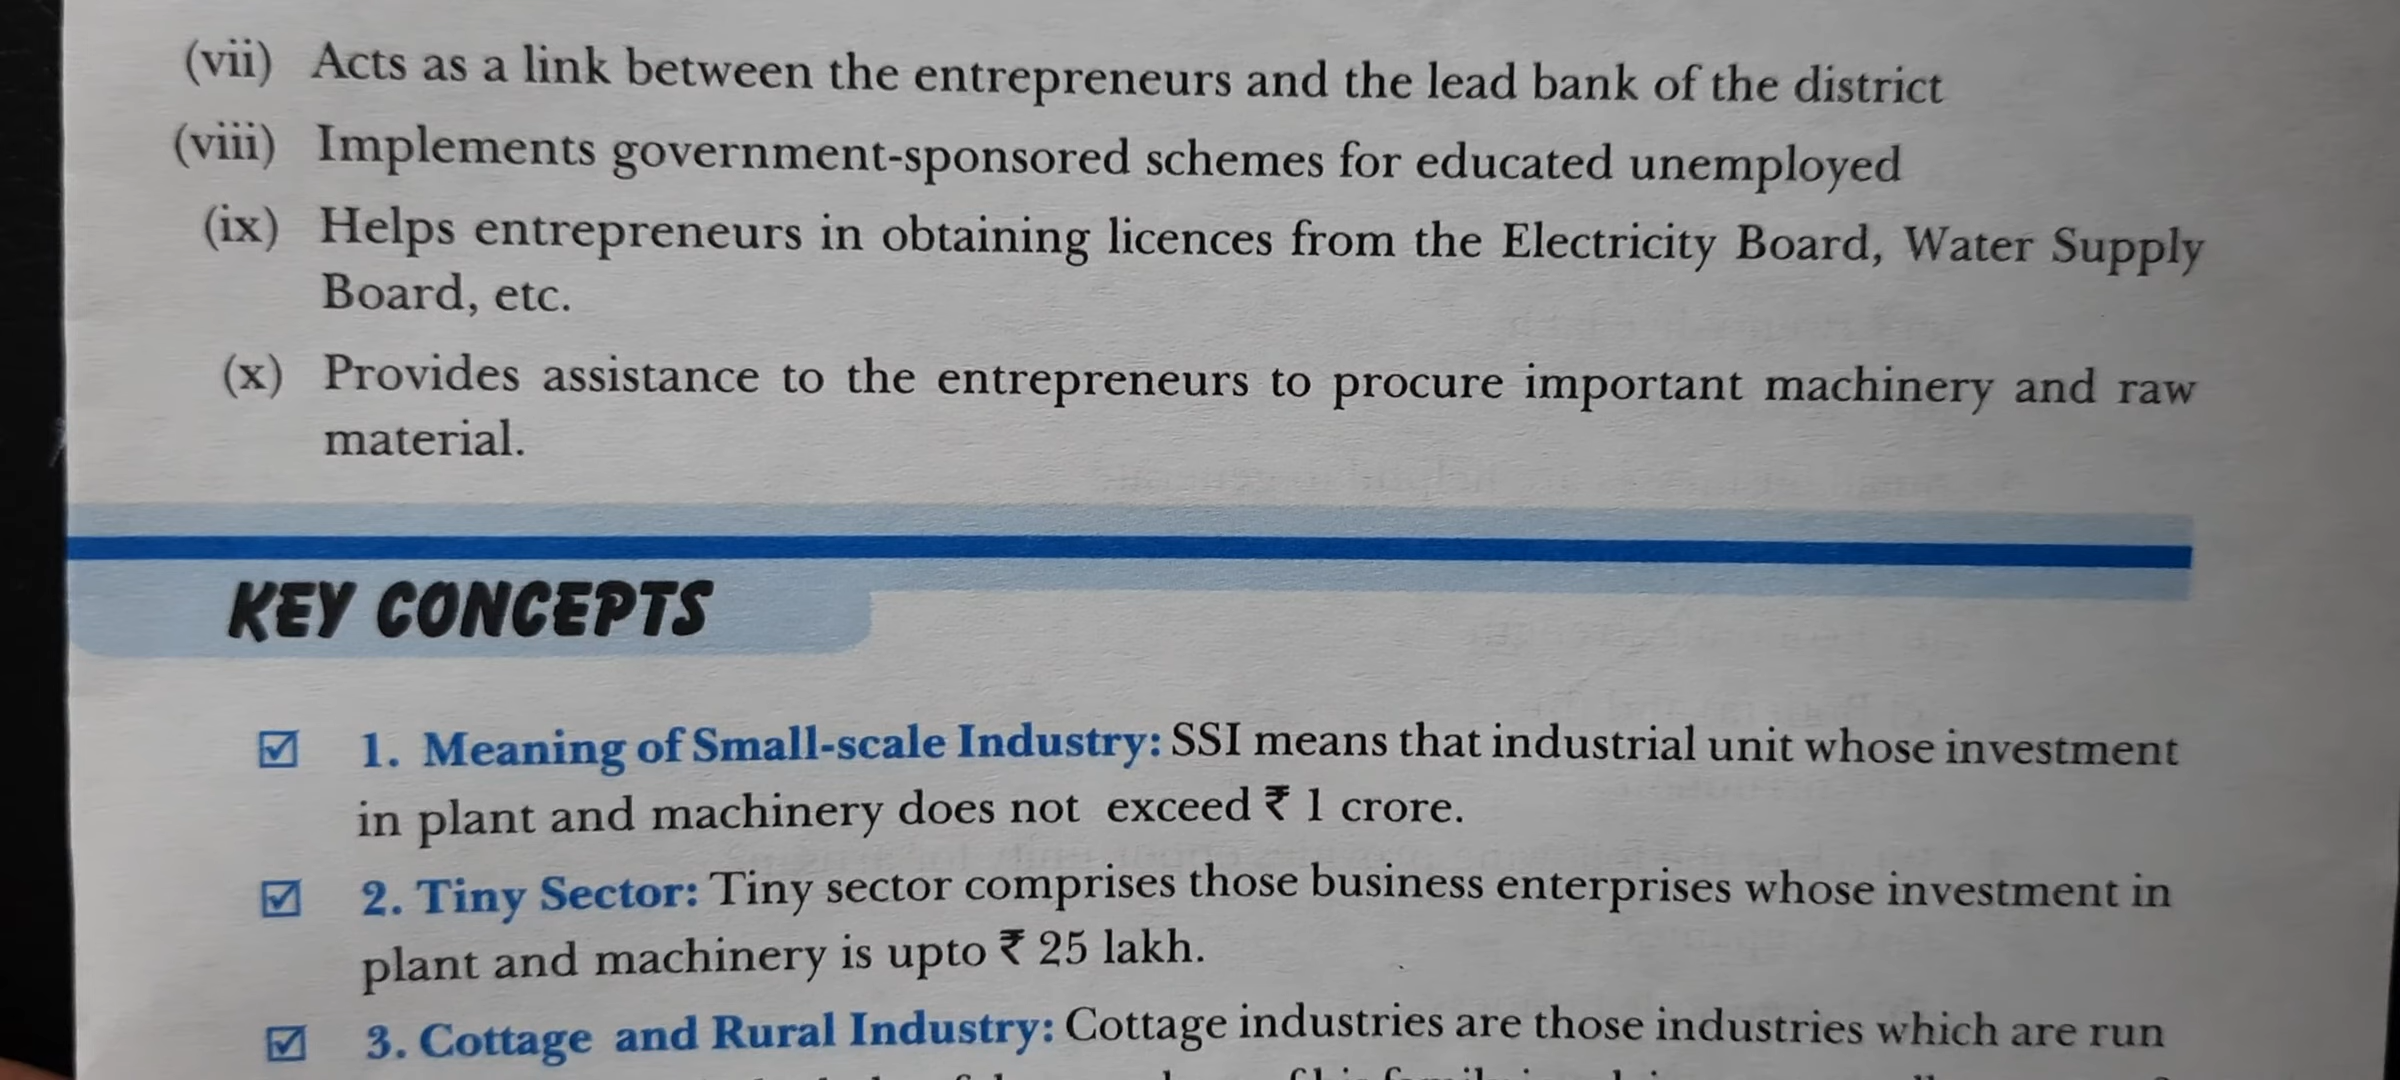 (vii) Acts as a link between the entrepreneurs and the lead bank of the district
(viii) Implements government-sponsored schemes for educated unemployed
(ix) Helps entrepreneurs in obtaining licences from the Electricity Board, Water Supply
Board, etc.
(x) Provides assistance to the entrepreneurs to procure important machinery and raw
material.
KEY CONCEPTS
☑ 1. Meaning of Small-scale Industry: SSI means that industrial unit whose investment
in plant and machinery does not exceed ₹ 1 crore.
☑ 2. Tiny Sector: Tiny sector comprises those business enterprises whose investment in
plant and machinery is upto ₹ 25 lakh.
☑ 3. Cottage and Rural Industry: Cottage industries are those industries which are run